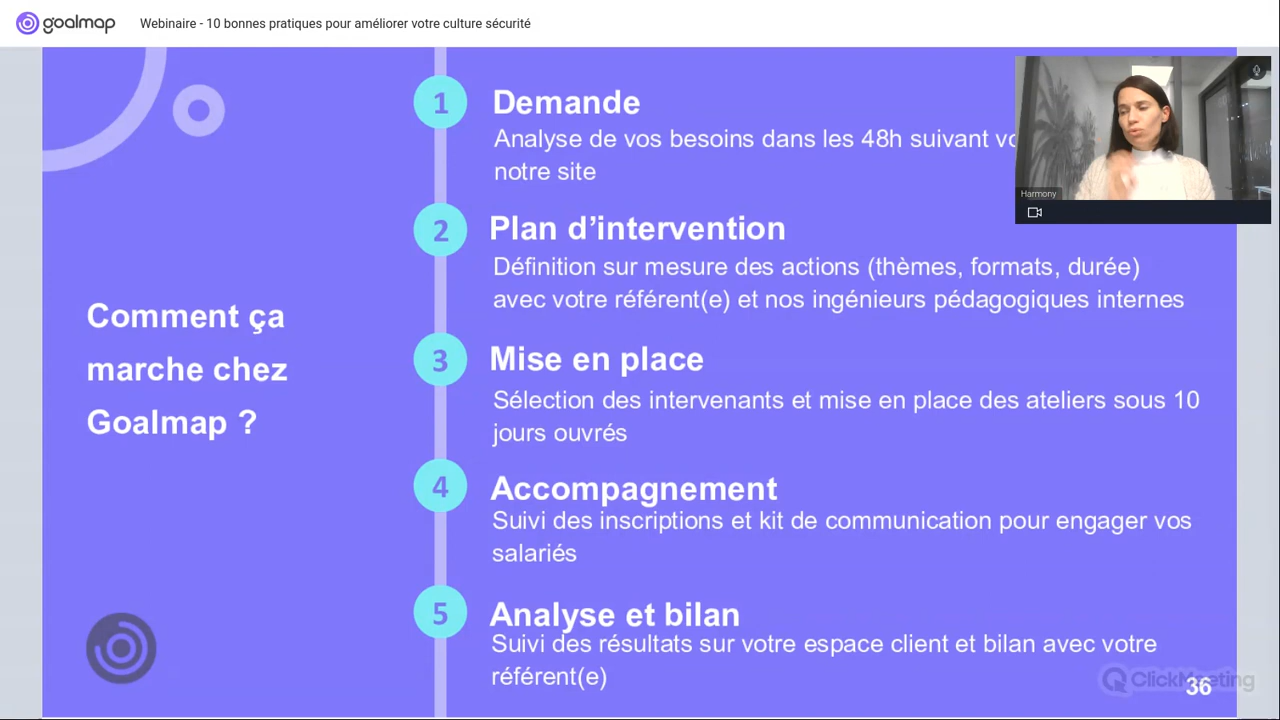 goalmap
Webinaire - 10 bonnes pratiques pour améliorer votre culture sécurité
Comment ça
marche chez
Goalmap ?
1
Demande
Analyse de vos besoins dans les 48h suivant
notre site
2
Plan d’intervention
Définition sur mesure des actions (thèmes, formats, durée)
avec votre référent(e) et nos ingénieurs pédagogiques internes
3
Mise en place
Sélection des intervenants et mise en place des ateliers sous 10
jours ouvrés
4
Accompagnement
Suivi des inscriptions et kit de communication pour engager vos
salariés
5
Analyse et bilan
Suivi des résultats sur votre espace client et bilan avec votre
référent(e)
Harmony
ClickMeeting
36